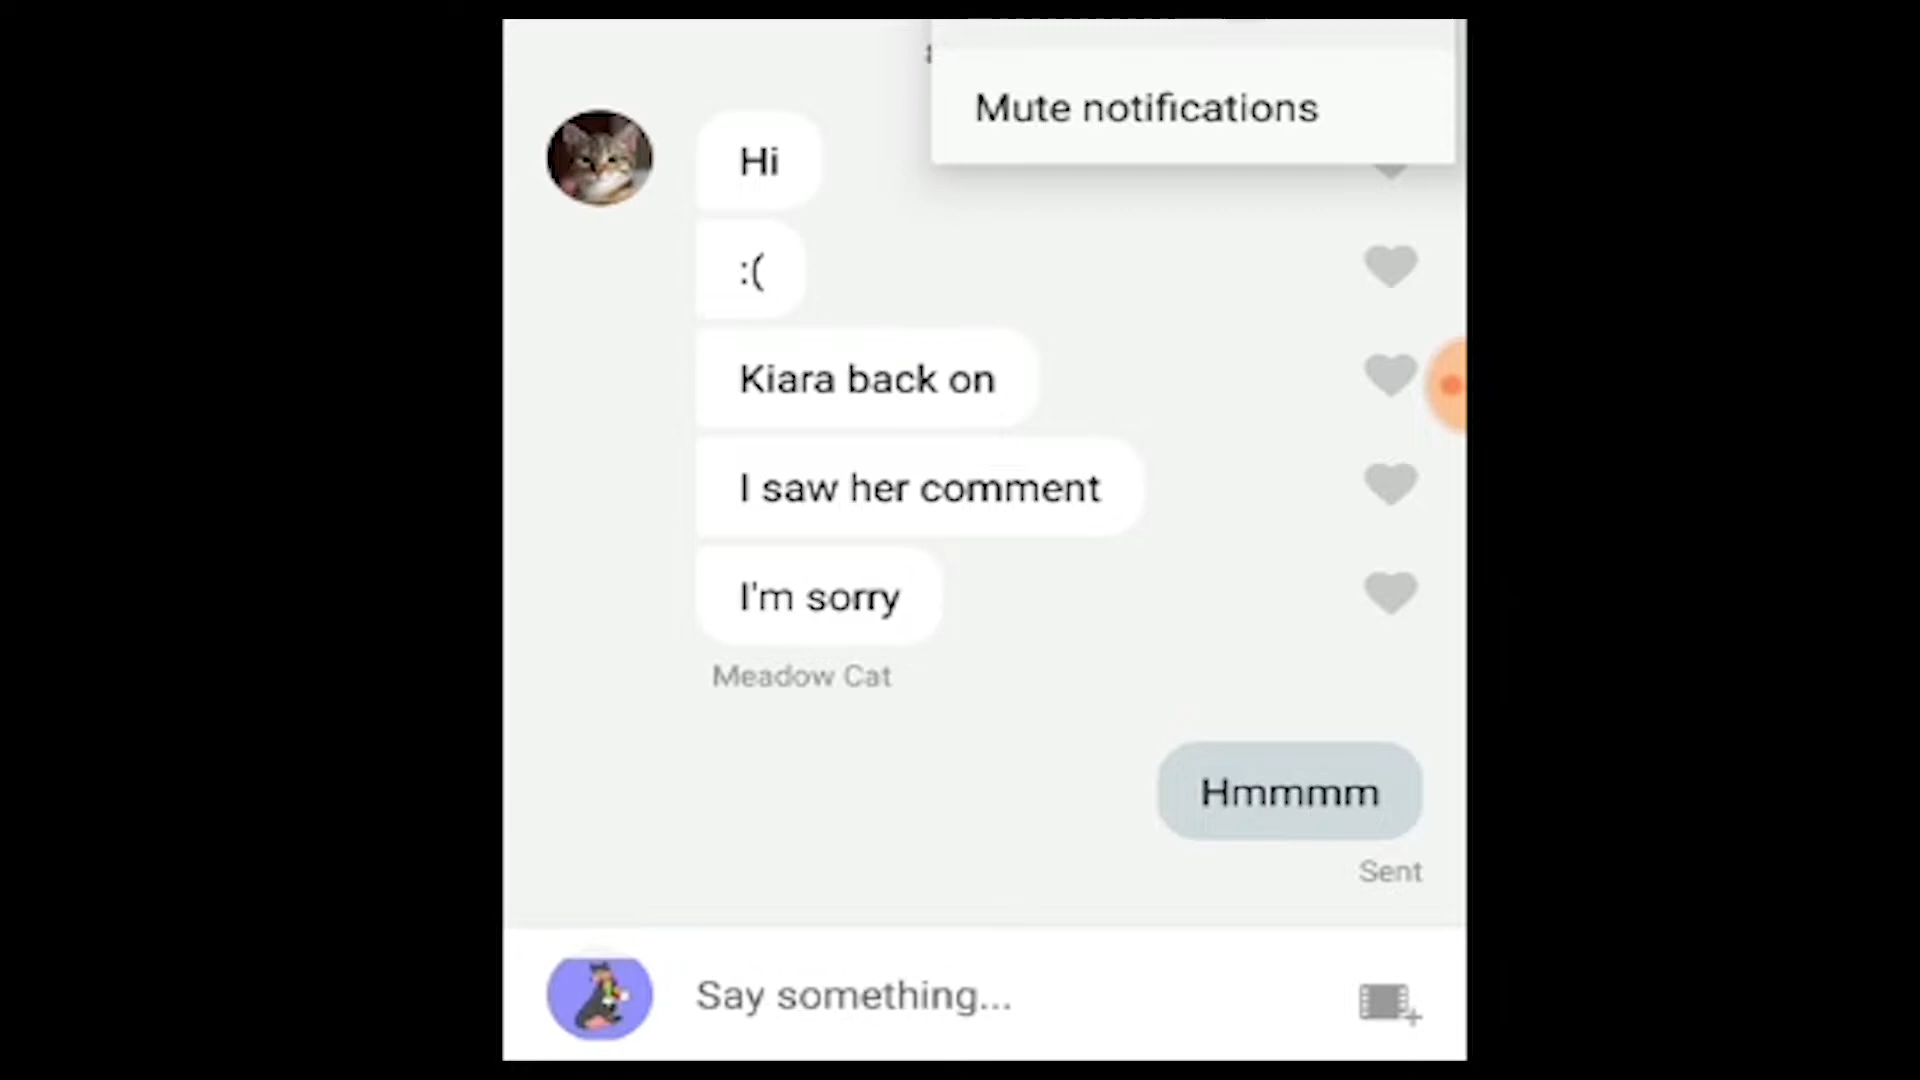 Mute notifications
Hi
:(
Kiara back on
I saw her comment
I'm sorry
Meadow Cat
Hmmmm
Sent
Say something...